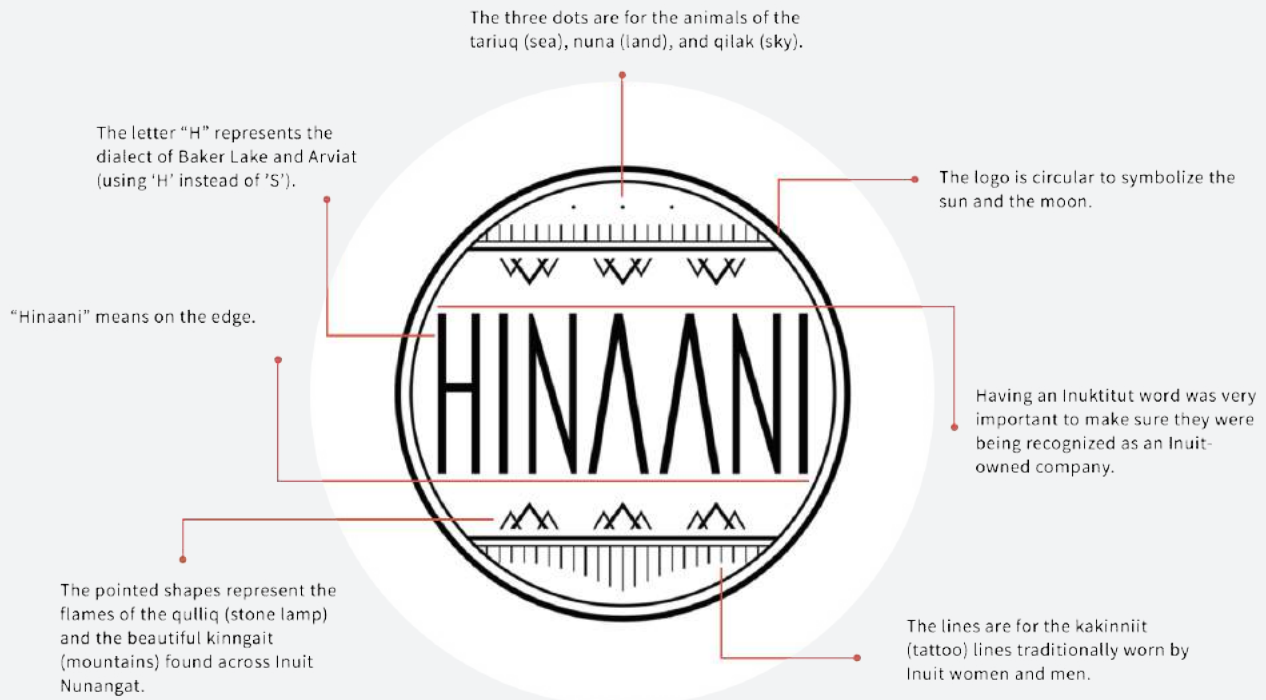 The three dots are for the animals of the
tariuq (sea), nuna (land), and qilak (sky).
The letter “H” represents the
dialect of Baker Lake and Arviat
(using ‘H’ instead of ’S’).
The logo is circular to symbolize the
sun and the moon.
“Hinaani” means on the edge.
HINAANI
Having an Inuktitut word was very
important to make sure they were
being recognized as an Inuit-
owned company.
The pointed shapes represent the
flames of the qulliq (stone lamp)
and the beautiful kinngait
(mountains) found across Inuit
Nunangat.
The lines are for the kakinniit
(tattoo) lines traditionally worn by
Inuit women and men.